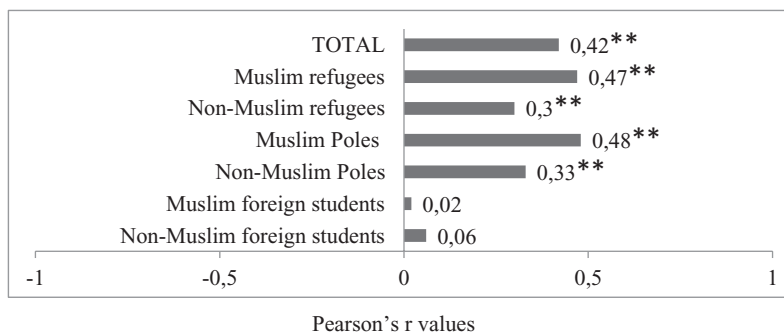 TOTAL 0,42**
Muslim refugees 0,47**
Non-Muslim refugees 0,3**
Muslim Poles 0,48**
Non-Muslim Poles 0,33**
Muslim foreign students 0,02
Non-Muslim foreign students 0,06
-1 -0,5 0 0,5 1
Pearson’s r values